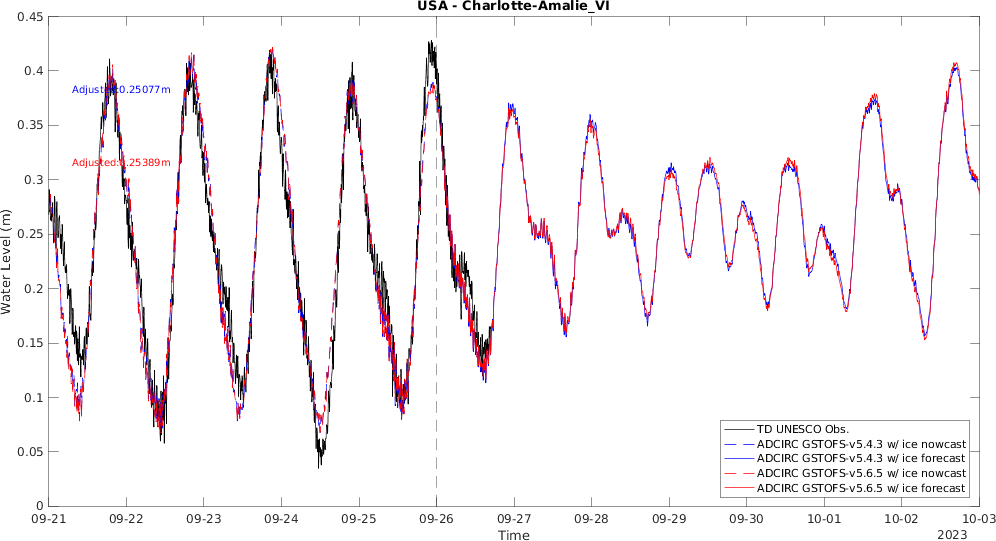 USA - Charlotte-Amalie_VI
0.45
0.4
0.35
0.3
0.25
0.2
0.15
0.1
0.05
0
Water Level (m)
Adjusted:0.25077m
Adjusted:0.25389m
TD UNESCO Obs.
ADCIRC GSTOFS-v5.4.3 w/ ice nowcast
ADCIRC GSTOFS-v5.4.3 w/ ice forecast
ADCIRC GSTOFS-v5.6.5 w/ ice nowcast
ADCIRC GSTOFS-v5.6.5 w/ ice forecast
09-21 09-22 09-23 09-24 09-25 09-26 09-27 09-28 09-29 09-30 10-01 10-02 10-03
Time
2023